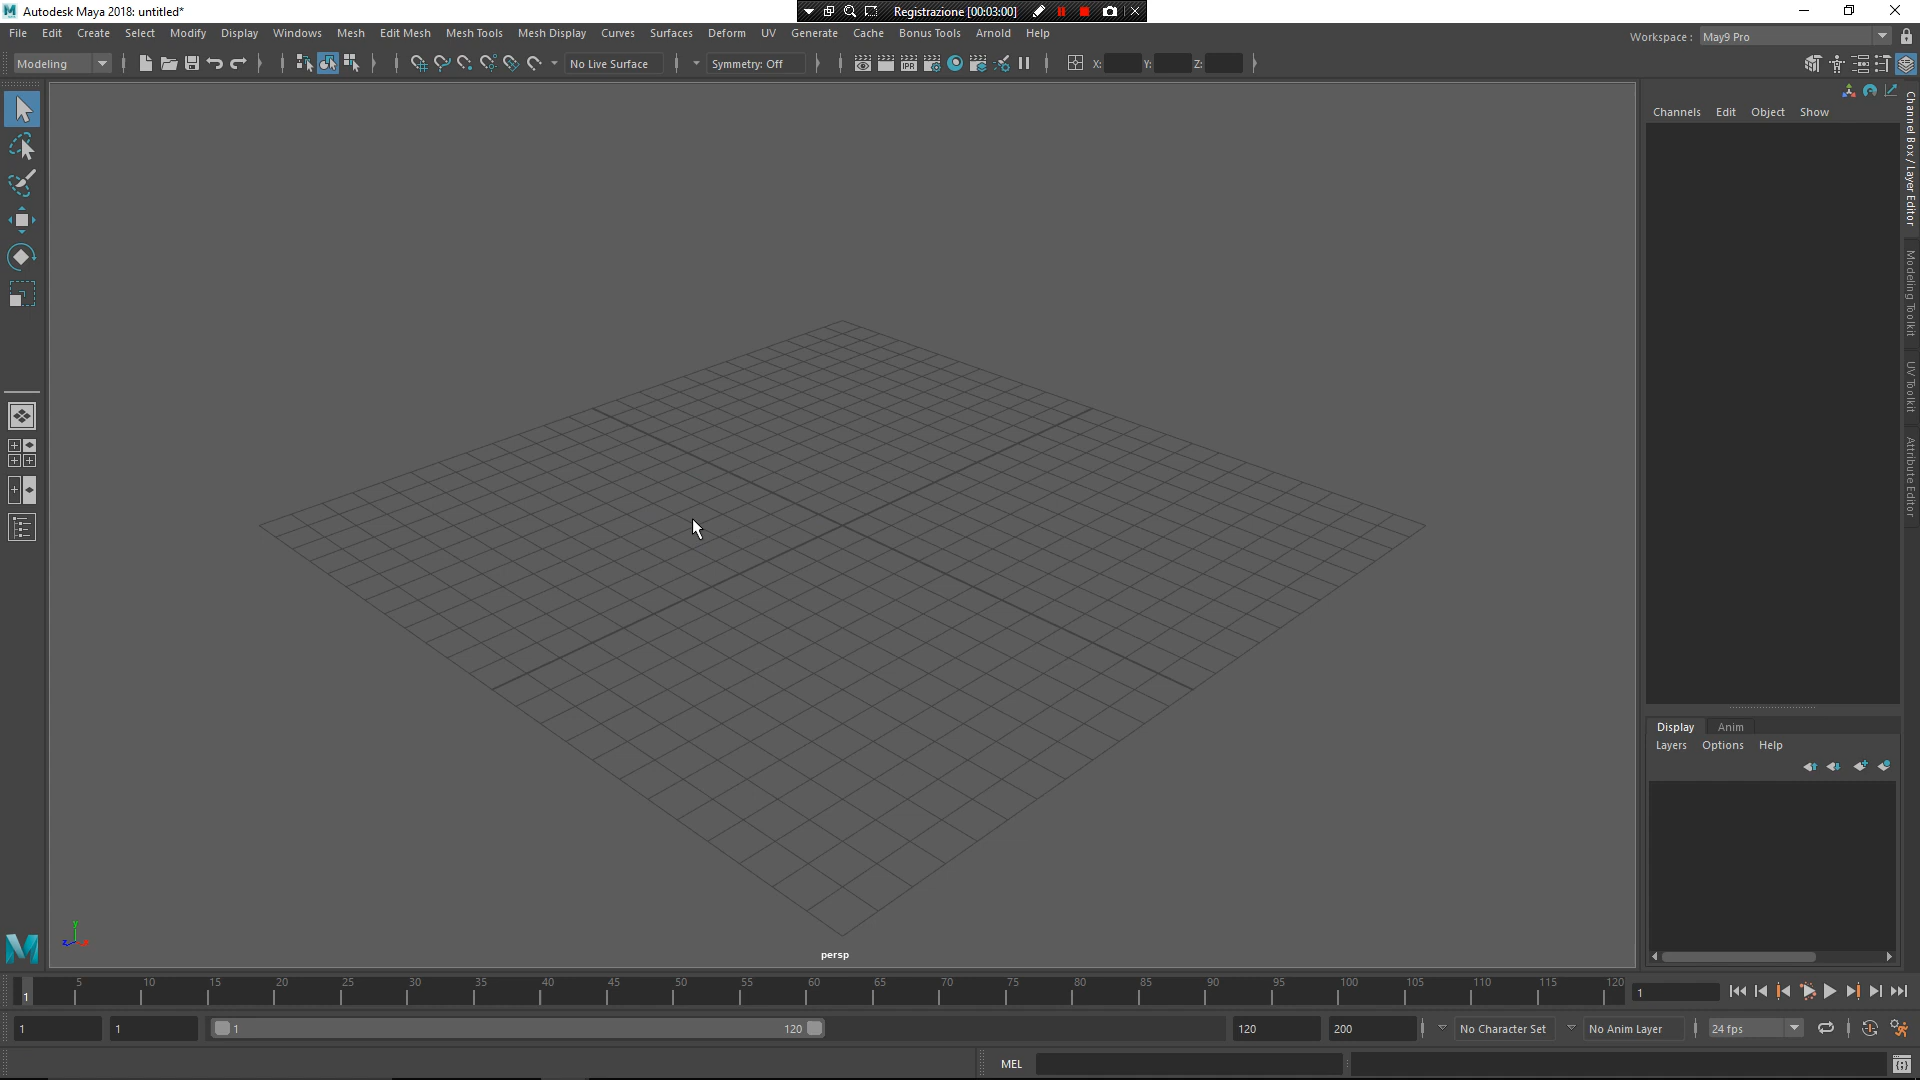 Autodesk Maya 2018: untitled*
Registrazione [00:03:00]
File Edit Create Select Modify Display Windows Mesh Edit Mesh Mesh Tools Mesh Display Curves Surfaces Deform UV Generate Cache Bonus Tools Arnold Help
Workspace : May9 Pro
Modeling No Live Surface Symmetry: Off IPR X: Y: Z:
Channels Edit Object Show
Channel Box / Layer Editor
Modeling Toolkit
UV Toolkit
Attribute Editor
Display Anim
Layers Options Help
y
z
persp
M
5 10 15 20 25 30 35 40 45 50 55 60 65 70 75 80 85 90 95 100 105 110 115 120
1 1
1 1 1 120 120 200 No Character Set No Anim Layer 24 fps
MEL